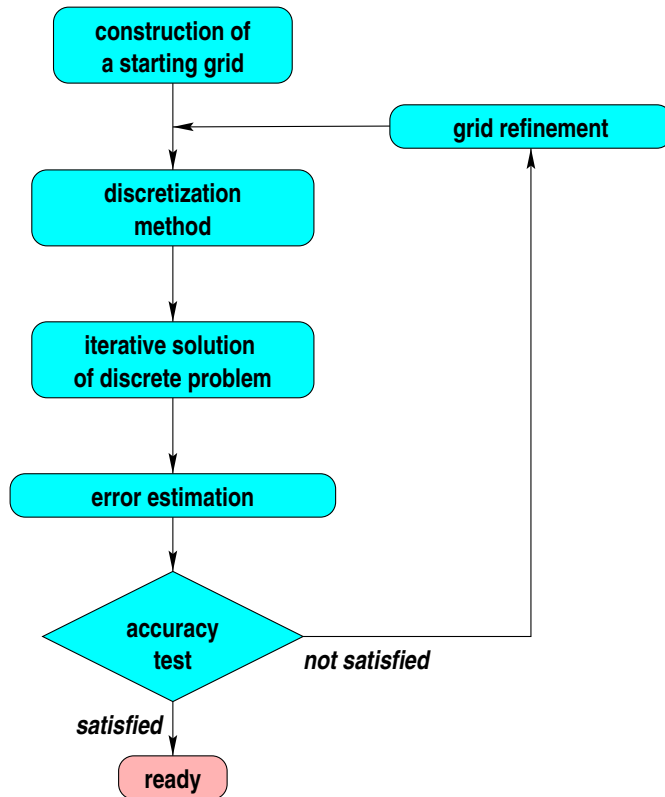 construction of
a starting grid
grid refinement
discretization
method
iterative solution
of discrete problem
error estimation
accuracy
test
not satisfied
satisfied
ready